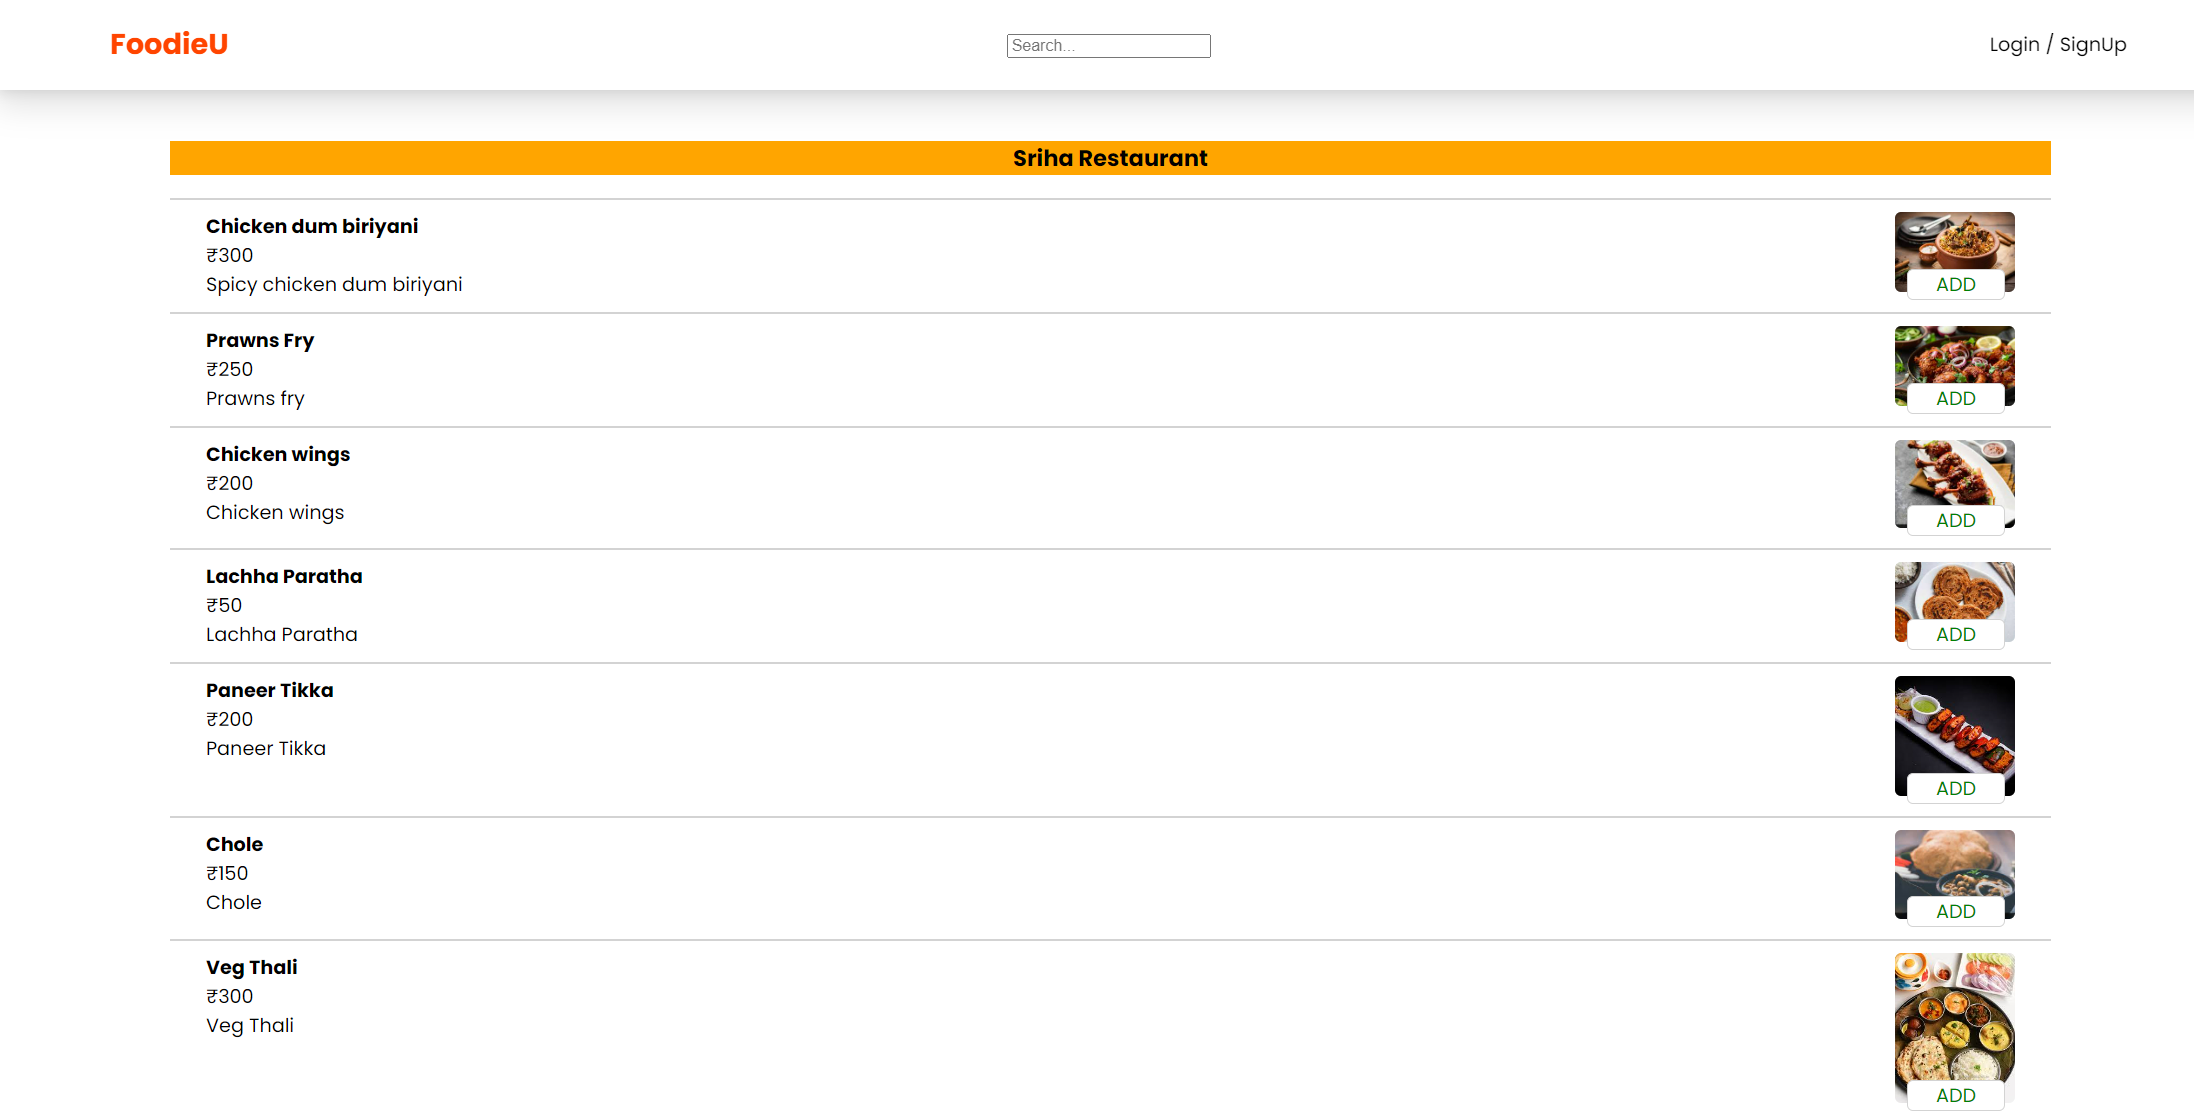 FoodieU
Search...
Login / SignUp
Sriha Restaurant
Chicken dum biriyani
₹300
Spicy chicken dum biriyani
ADD
Prawns Fry
₹250
Prawns fry
ADD
Chicken wings
₹200
Chicken wings
ADD
Lachha Paratha
₹50
Lachha Paratha
ADD
Paneer Tikka
₹200
Paneer Tikka
ADD
Chole
₹150
Chole
ADD
Veg Thali
₹300
Veg Thali
ADD